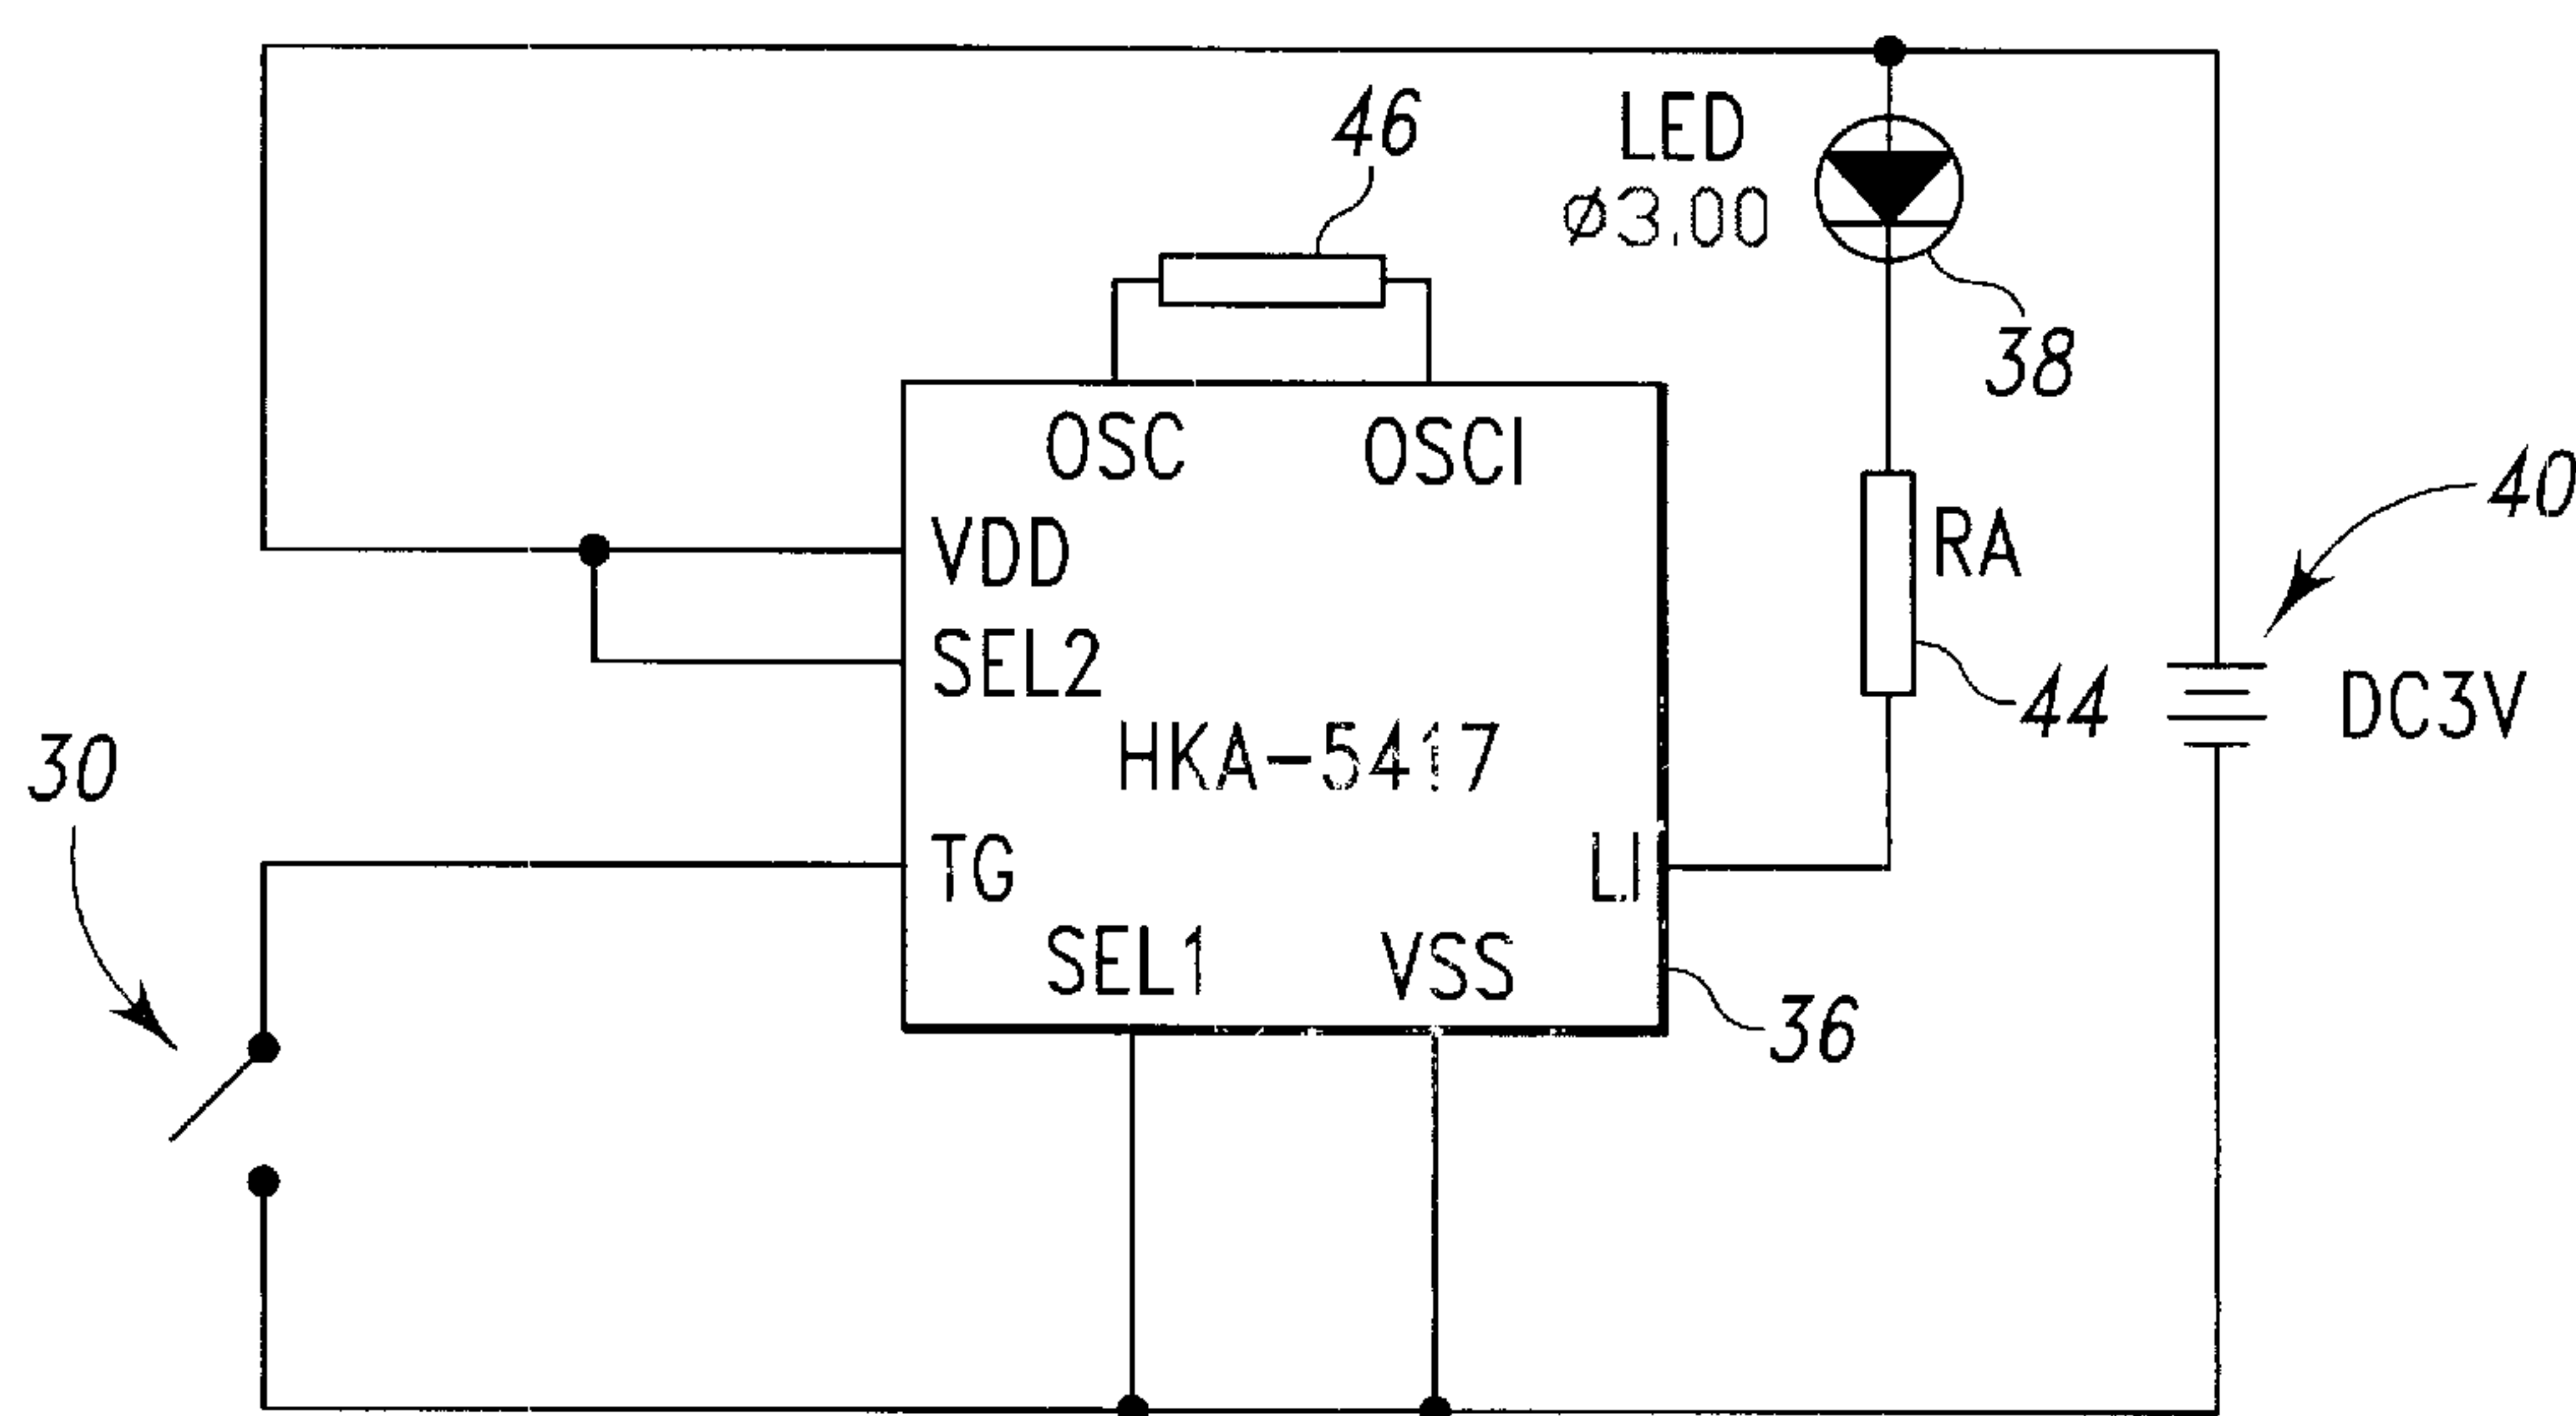 46
LED
ø3.00
38
OSC
OSCI
40
VDD
RA
SEL2
44
DC3V
HKA-5417
30
TG
L.I
SEL1
VSS
36